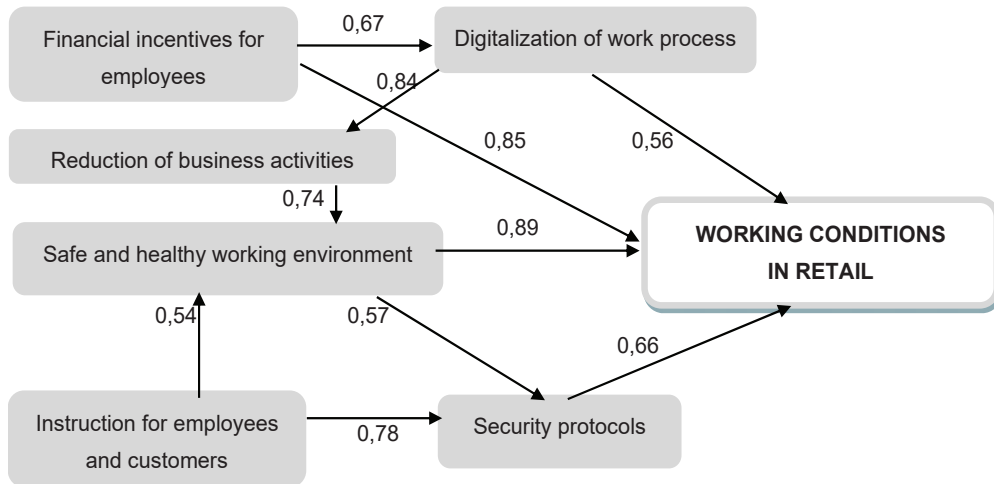 Financial incentives for
employees
0,67
Digitalization of work process
0,84
Reduction of business activities
0,85
0,56
0,74
Safe and healthy working environment
0,89
WORKING CONDITIONS
IN RETAIL
0,54
0,57
0,66
Instruction for employees
and customers
0,78
Security protocols